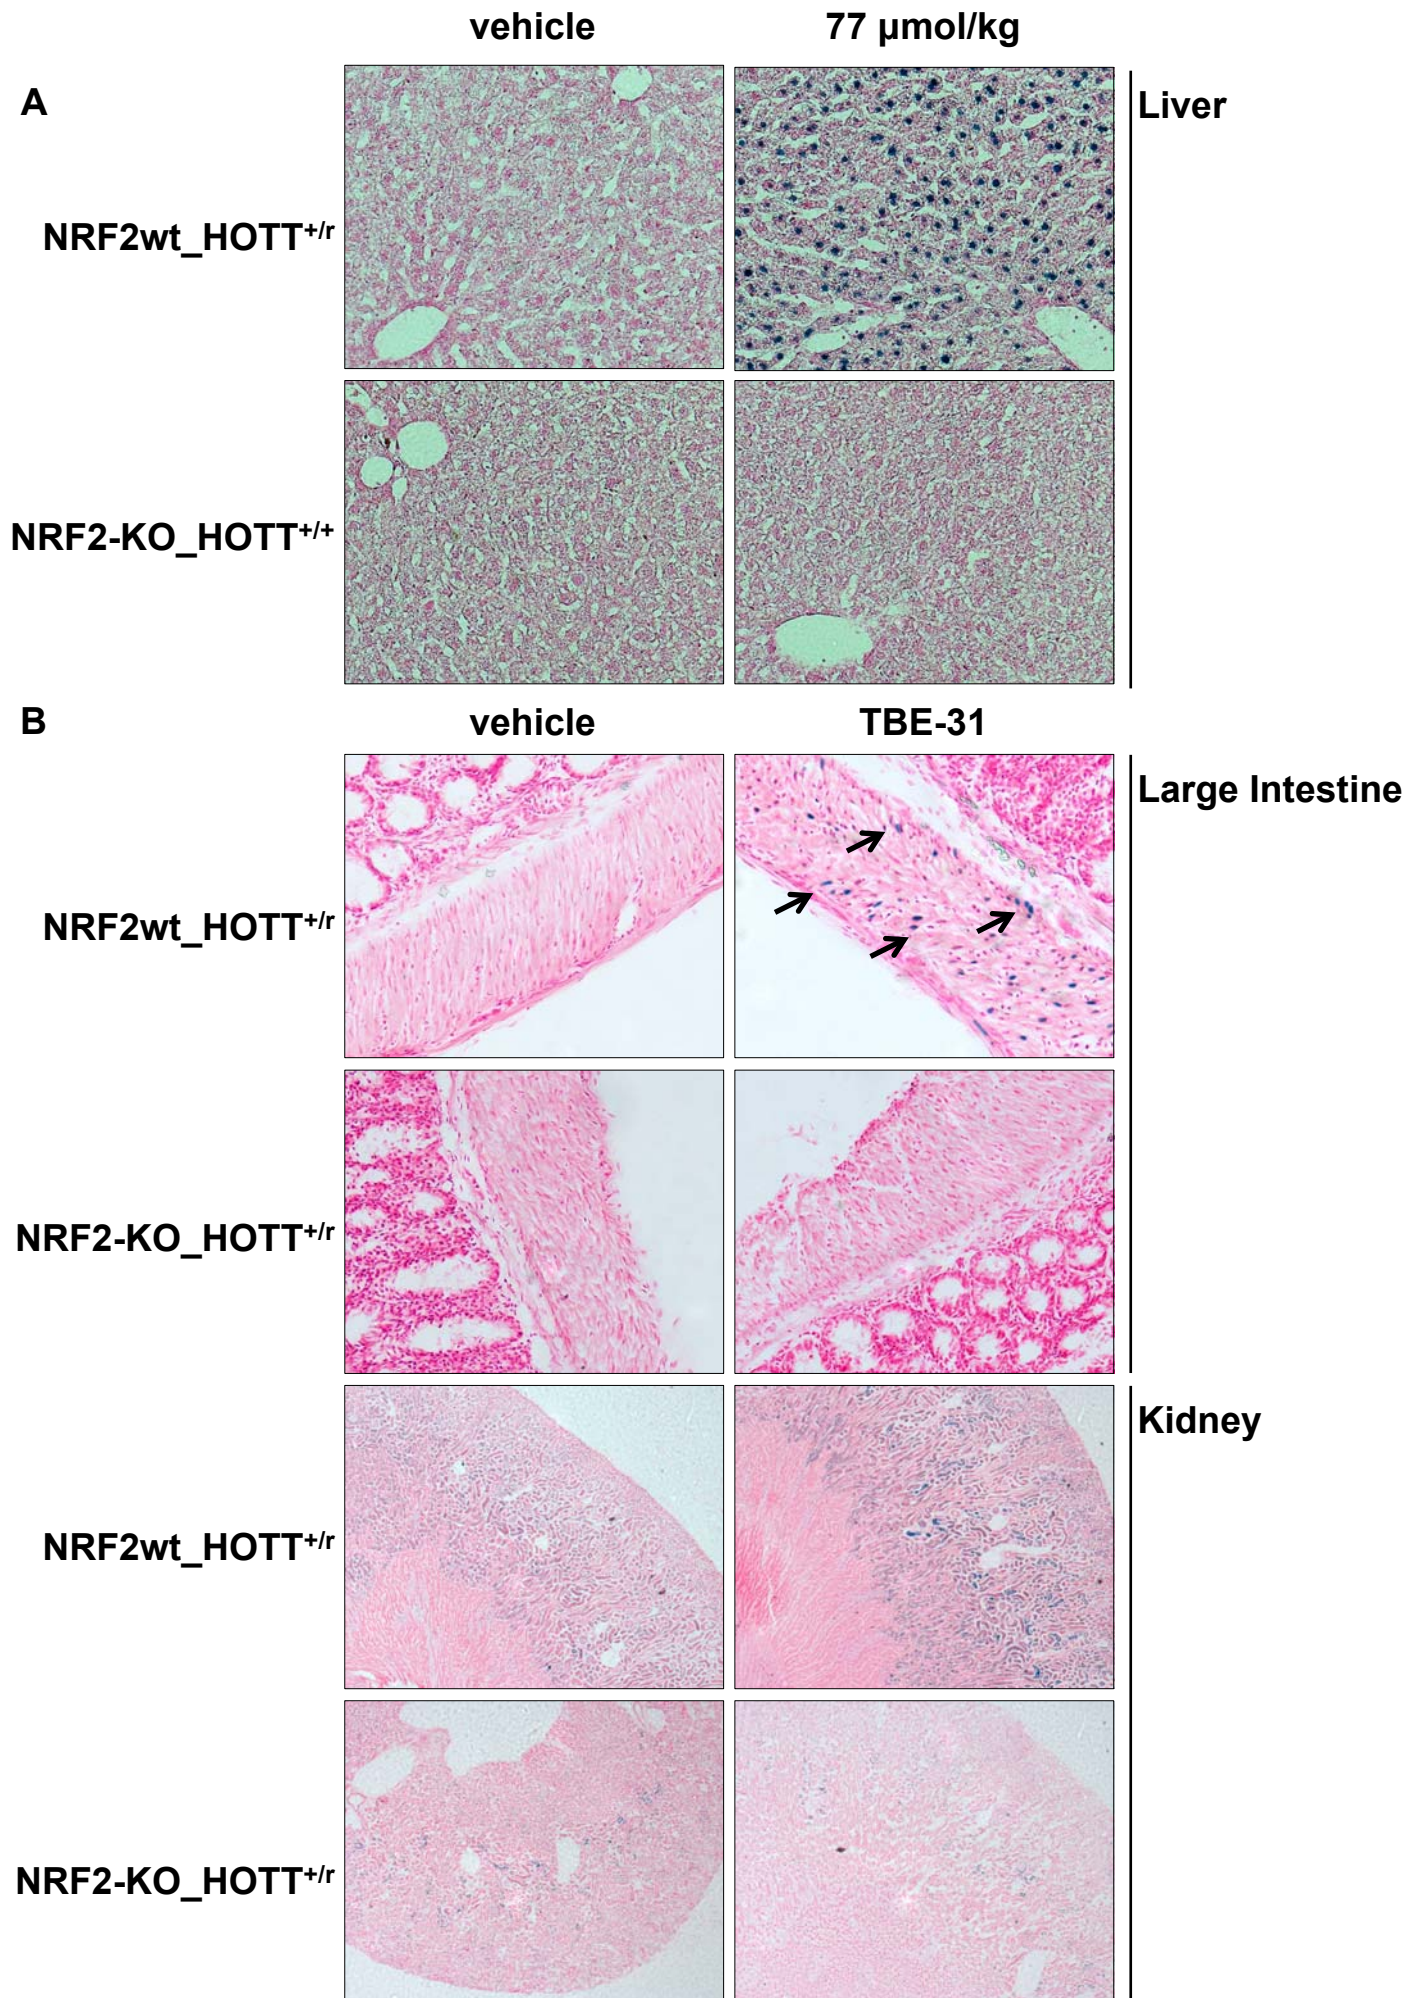 vehicle 77 µmol/kg
A
Liver
NRF2wt_HOTT+/r
NRF2-KO_HOTT+/+
B
vehicle TBE-31
Large Intestine
NRF2wt_HOTT+/r
NRF2-KO_HOTT+/r
Kidney
NRF2wt_HOTT+/r
NRF2-KO_HOTT+/r